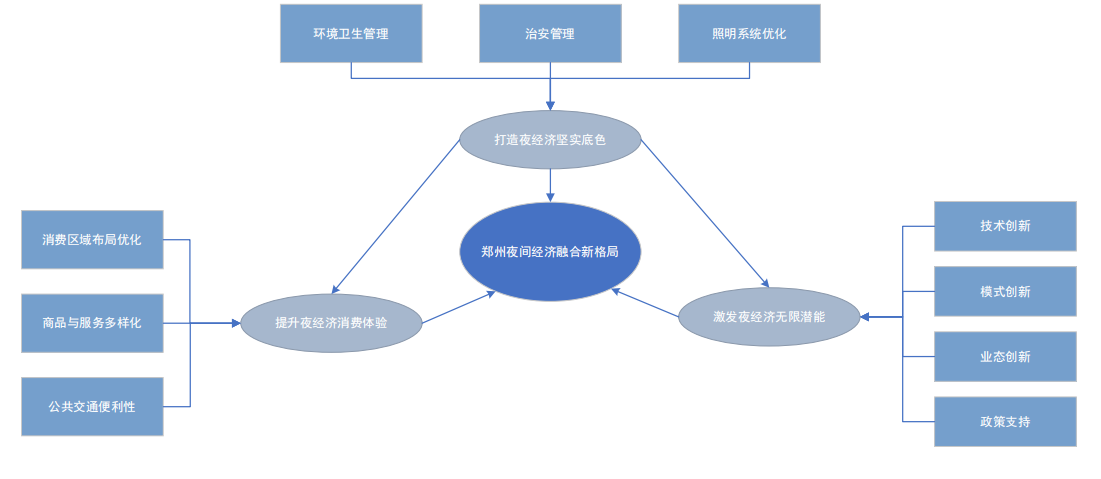 环境卫生管理
治安管理
照明系统优化
打造夜经济坚实底色
郑州夜间经济融合新格局
消费区域布局优化
商品与服务多样化
公共交通便利性
提升夜经济消费体验
激发夜经济无限潜能
技术创新
模式创新
业态创新
政策支持